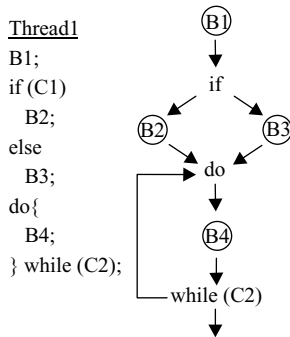 Thread1
B1;
if (C1)
B2;
else
B3;
do{
B4;
} while (C2);
B1
if
B2
B3
do
B4
while (C2)